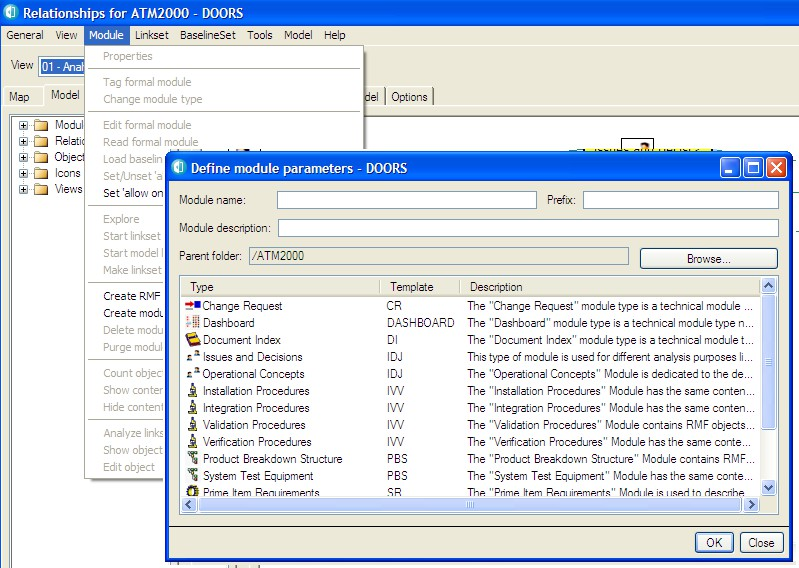 Relationships for ATM2000 - DOORS
General View Module Linkset BaselineSet Tools Model Help
View 01 - Anal
Map Model del Options
Properties
Tag formal module
Change module type
Edit formal module
Read formal module
Load baselin
Set/Unset 'a
Set 'allow on
Explore
Start linkset
Start model l
Make linkset
Create RMF
Create modu
Delete modu
Purge modul
Count objec
Show conten
Hide content
Analyze links
Show object
Edit object
Modul
Relatio
Object
Icons
Views
Define module parameters - DOORS
Module name: Prefix:
Module description:
Parent folder: /ATM2000 Browse...
Type Template Description
Change Request CR The "Change Request" module type is a technical module ...
Dashboard DASHBOARD The "Dashboard" module type is a technical module type n...
Document Index DI The "Document Index" module type is a technical module t...
Issues and Decisions IDJ This type of module is used for different analysis purposes li...
Operational Concepts IDJ The "Operational Concepts" Module is dedicated to the de...
Installation Procedures IVV The "Installation Procedures" Module has the same conten...
Integration Procedures IVV The "Integration Procedures" Module has the same conten...
Validation Procedures IVV The "Validation Procedures" Module contains RMF objects...
Verification Procedures IVV The "Verification Procedures" Module has the same conte...
Product Breakdown Structure PBS The "Product Breakdown Structure" Module contains RMF...
System Test Equipment PBS The "System Test Equipment" Module has the same conte...
Prime Item Requirements SR The "Prime Item Requirements" Module is used to describe
OK Close